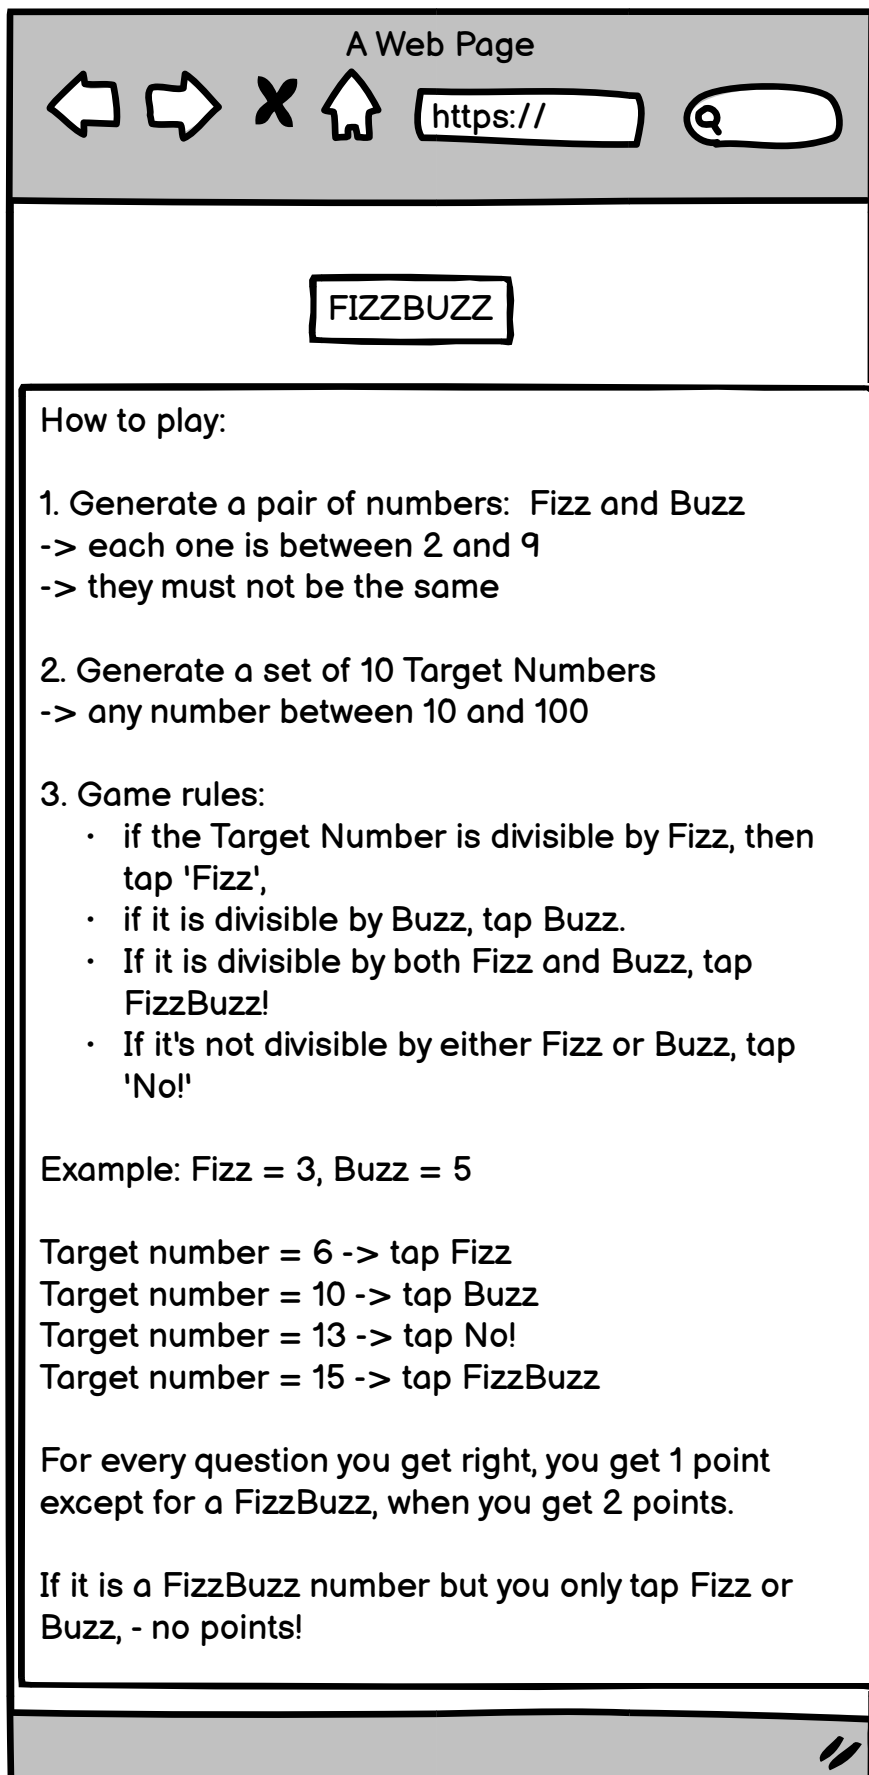 A Web Page
https://
FIZZBUZZ
How to play:
1. Generate a pair of numbers:  Fizz and Buzz
-> each one is between 2 and 9
-> they must not be the same
2. Generate a set of 10 Target Numbers
-> any number between 10 and 100
3. Game rules:
• if the Target Number is divisible by Fizz, then
tap 'Fizz',
• if it is divisible by Buzz, tap Buzz.
• If it is divisible by both Fizz and Buzz, tap
FizzBuzz!
• If it's not divisible by either Fizz or Buzz, tap
'No!'
Example: Fizz = 3, Buzz = 5
Target number = 6 -> tap Fizz
Target number = 10 -> tap Buzz
Target number = 13 -> tap No!
Target number = 15 -> tap FizzBuzz
For every question you get right, you get 1 point
except for a FizzBuzz, when you get 2 points.
If it is a FizzBuzz number but you only tap Fizz or
Buzz, - no points!